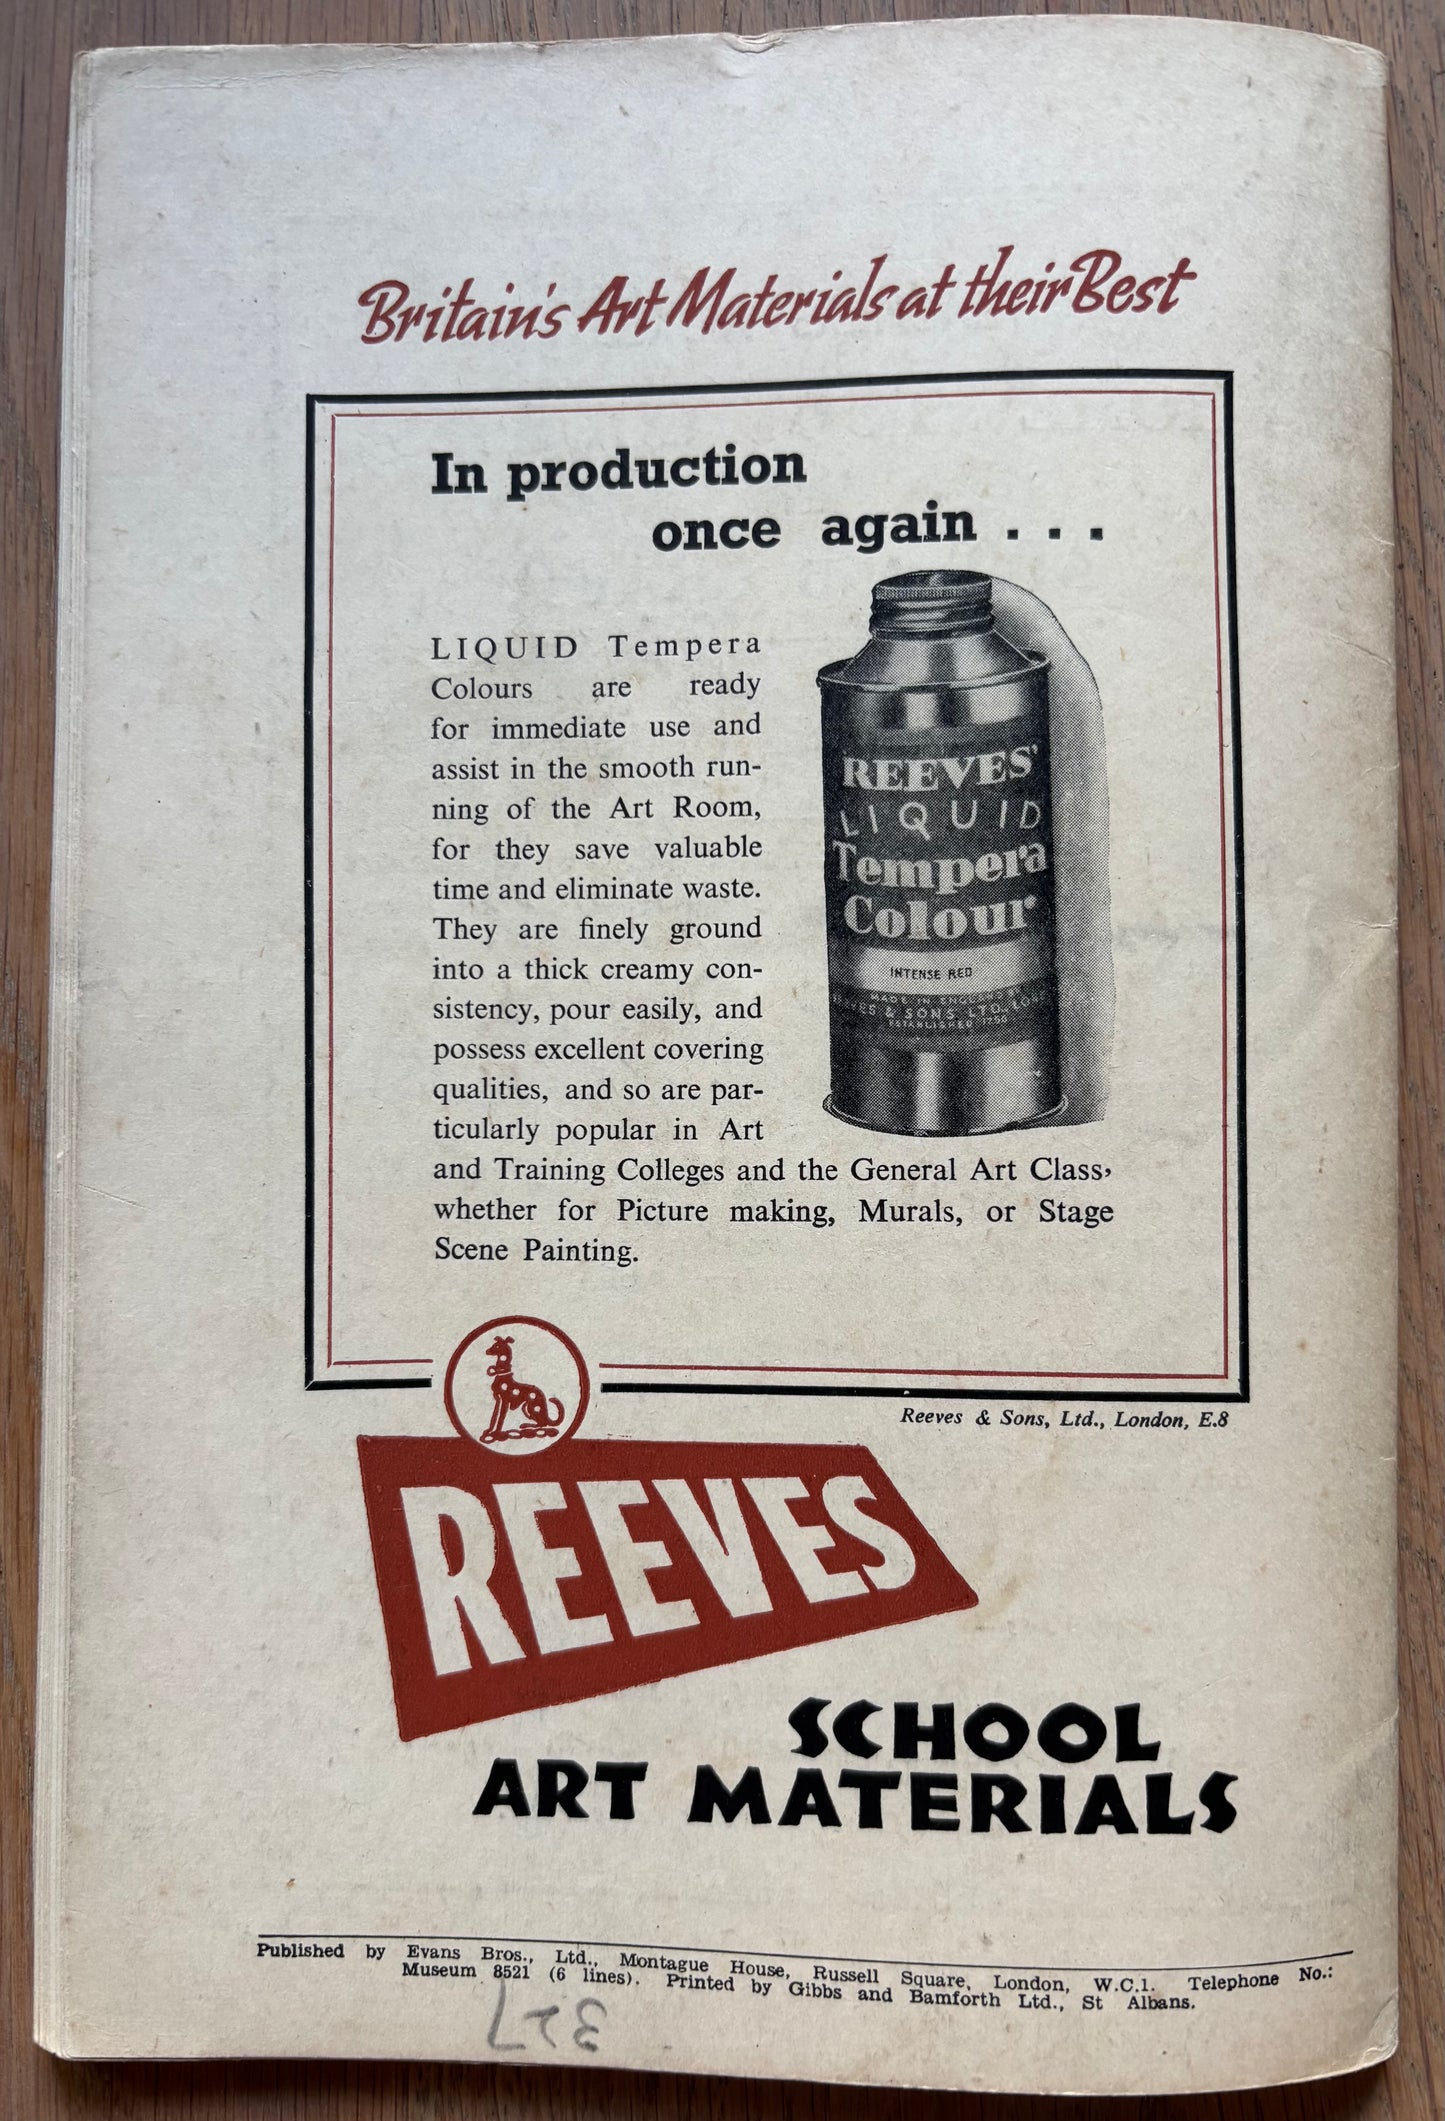 Britain's Art Materials at their Best
In production
once again . . .
LIQUID Tempera
Colours are ready
for immediate use and
assist in the smooth run-
ning of the Art Room,
for they save valuable
time and eliminate waste.
They are finely ground
into a thick creamy con-
sistency, pour easily, and
possess excellent covering
qualities, and so are par-
ticularly popular in Art
and Training Colleges and the General Art Class,
whether for Picture making, Murals, or Stage
Scene Painting.
REEVES'
LIQUID
Tempera
Colour
INTENSE RED
MADE IN ENGLAND
& SONS. LTD.
ESTABLISHED
Reeves & Sons, Ltd., London, E.8
REEVES
SCHOOL
ART MATERIALS
Published by Evans Bros., Ltd., Montague House, Russell Square, London, W.C.1. Telephone No.:
Museum 8521 (6 lines). Printed by Gibbs and Bamforth Ltd., St Albans.